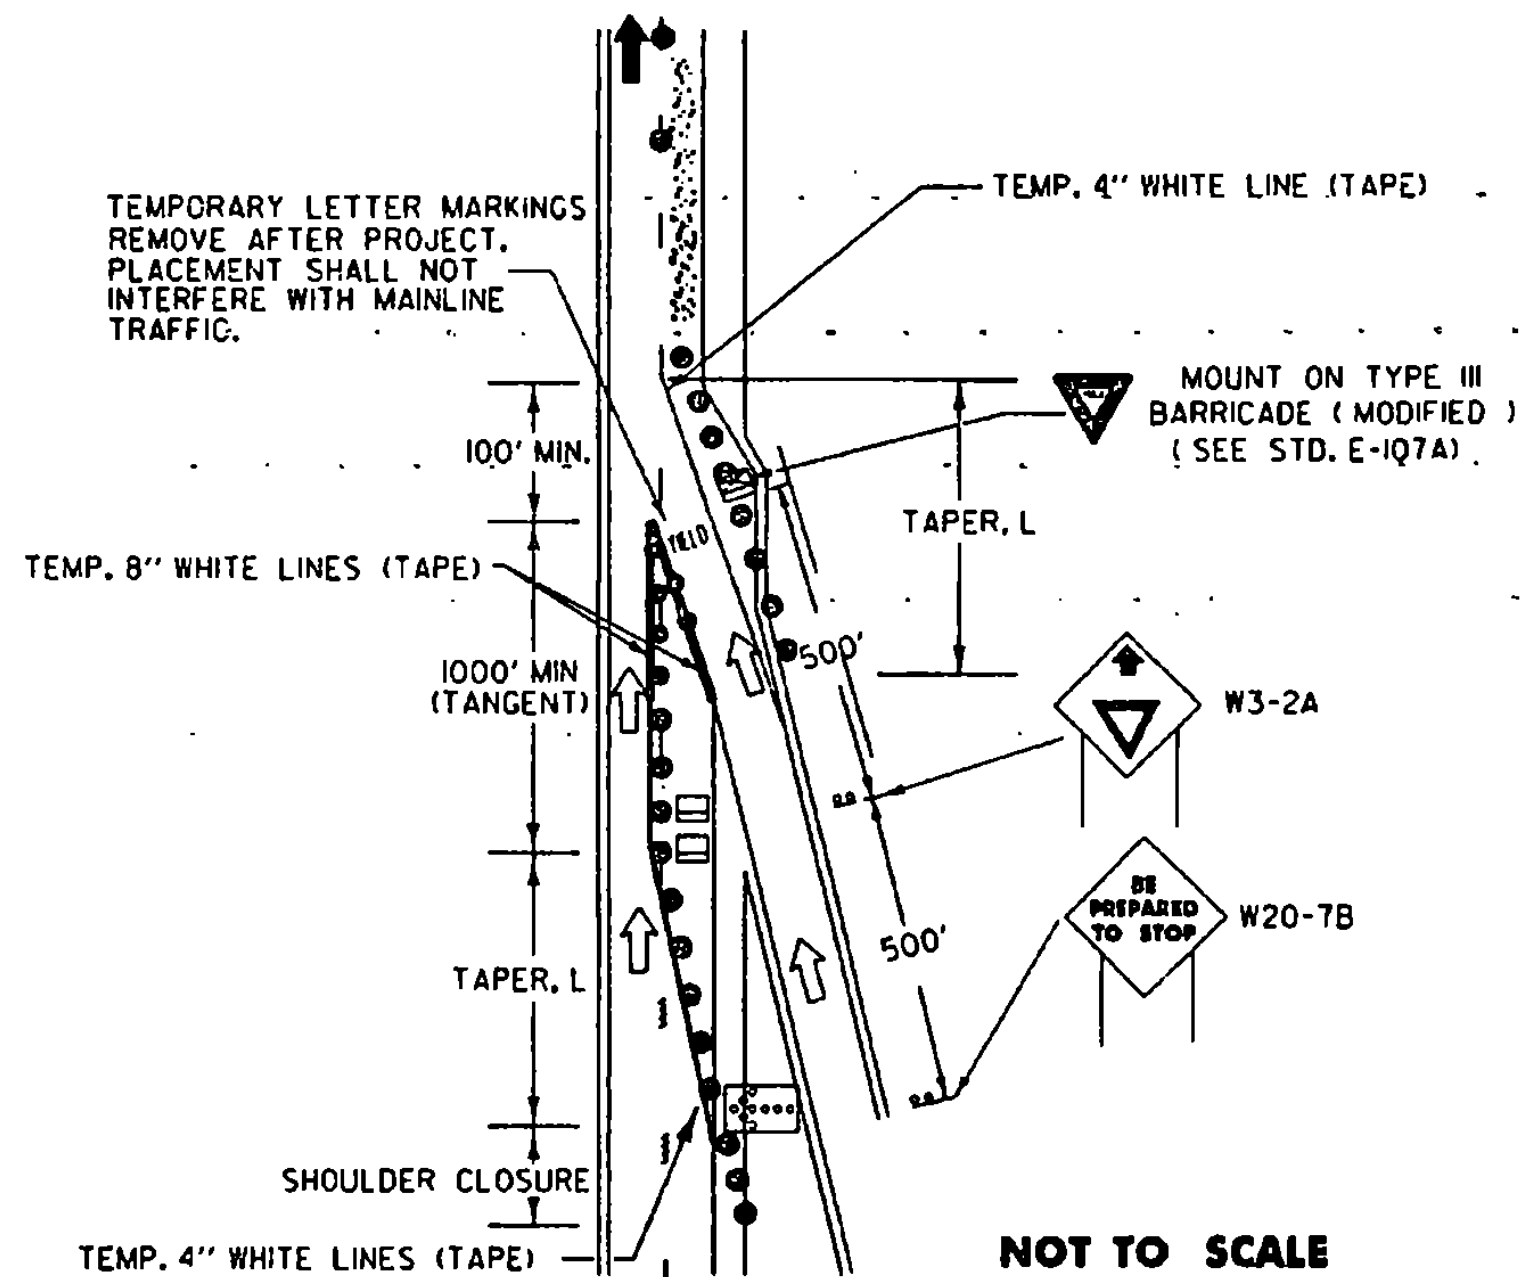 TEMP. 4" WHITE LINE (TAPE)
TEMPORARY LETTER MARKINGS
REMOVE AFTER PROJECT.
PLACEMENT SHALL NOT
INTERFERE WITH MAINLINE
TRAFFIC.
MOUNT ON TYPE III
BARRICADE (MODIFIED)
(SEE STD. E-107A).
100' MIN.
TAPER, L
YIELD
TEMP. 8" WHITE LINES (TAPE)
500'
1000' MIN
(TANGENT)
W3-2A
BE
PREPARED
TO STOP
W20-7B
500'
TAPER, L
SHOULDER CLOSURE
TEMP. 4" WHITE LINES (TAPE)
NOT TO SCALE